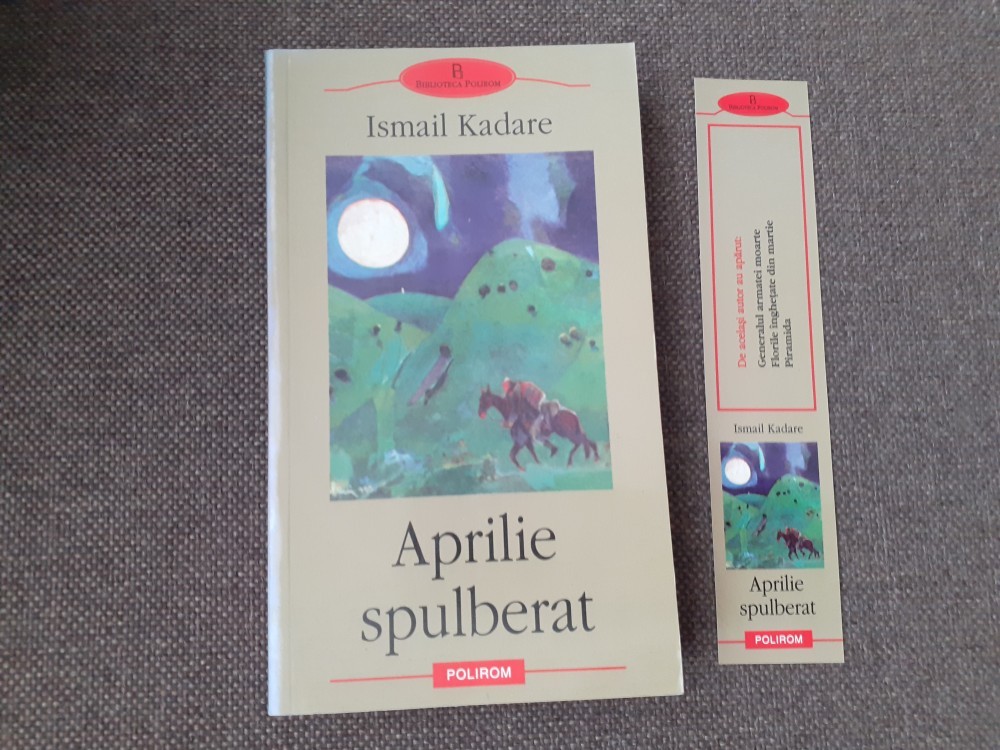 BIBLIOTECA POLIROM
Ismail Kadare
Aprilie
spulberat
POLIROM
BIBLIOTECA POLIROM
De același autor au apărut:
Generalul armatei moarte
Florile înghețate din martie
Piramida
Ismail Kadare
Aprilie
spulberat
POLIROM